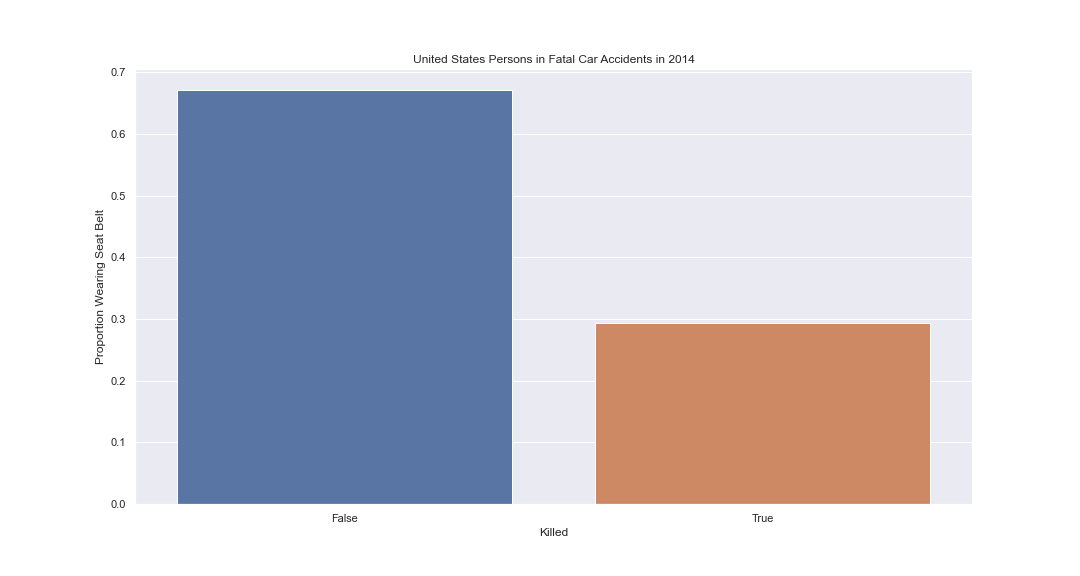 United States Persons in Fatal Car Accidents in 2014
0.7
0.6
0.5
0.4
0.3
0.2
0.1
0.0
Proportion Wearing Seat Belt
False
True
Killed